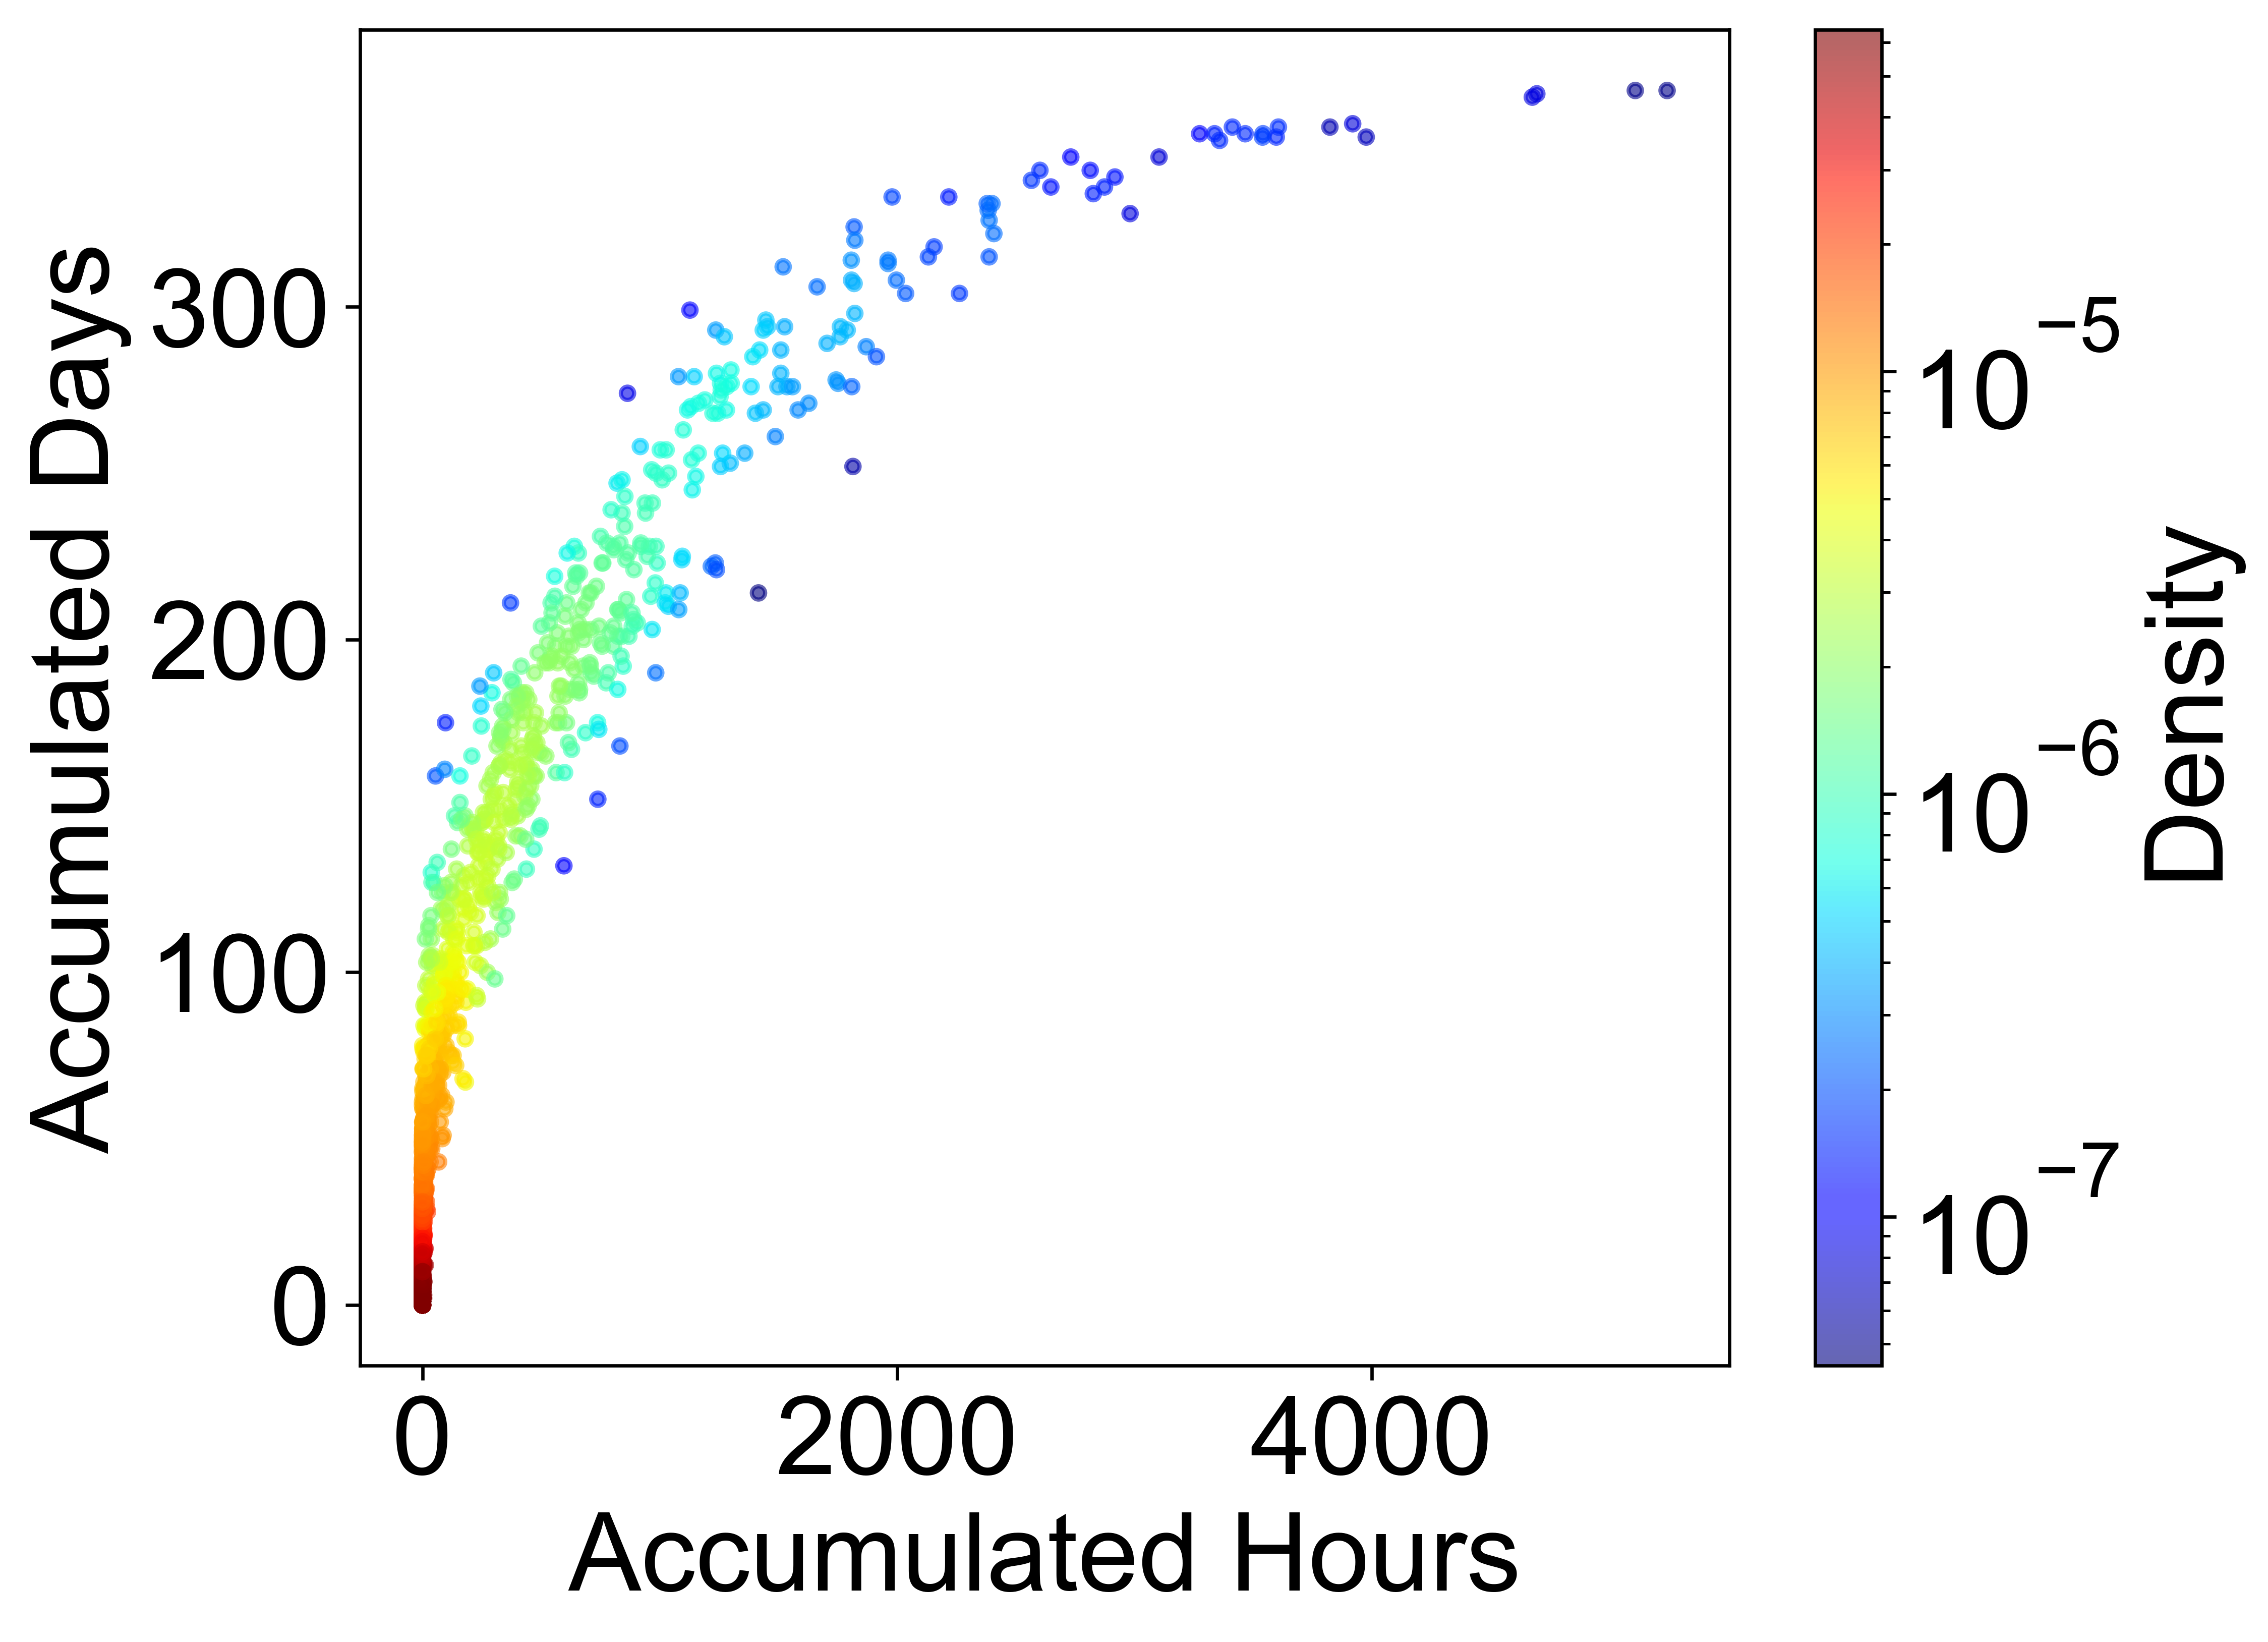 Accumulated Days
300
200
100
0
0 2000 4000
Accumulated Hours
10⁻⁵
10⁻⁶
10⁻⁷
Density